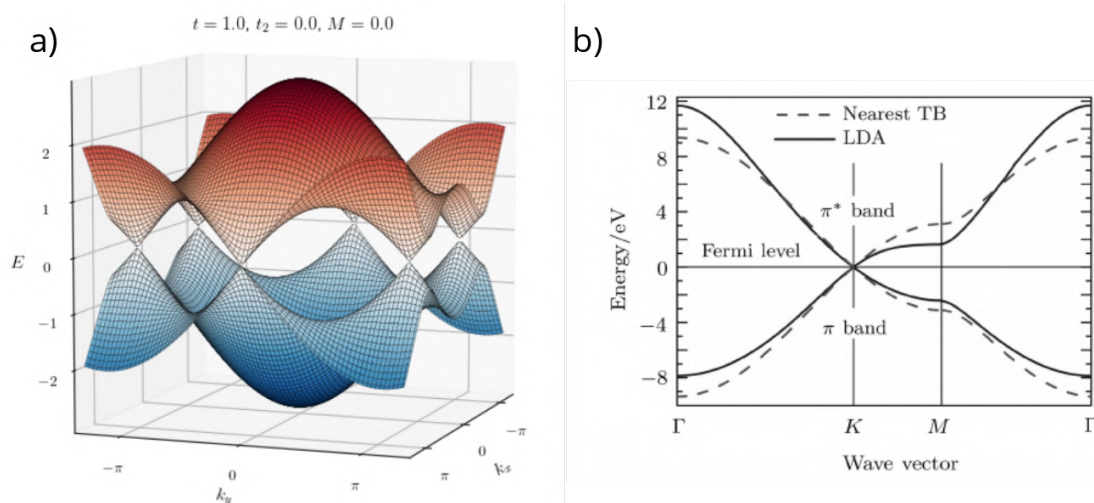 a)
t = 1.0, t₂ = 0.0, M = 0.0
E
2
1
0
−1
−2
−π
0
π
k_y
π
0
−π
k_x
b)
12
8
4
0
−4
−8
Energy/eV
Nearest TB
LDA
π* band
Fermi level
π band
Γ
K
M
Γ
Wave vector